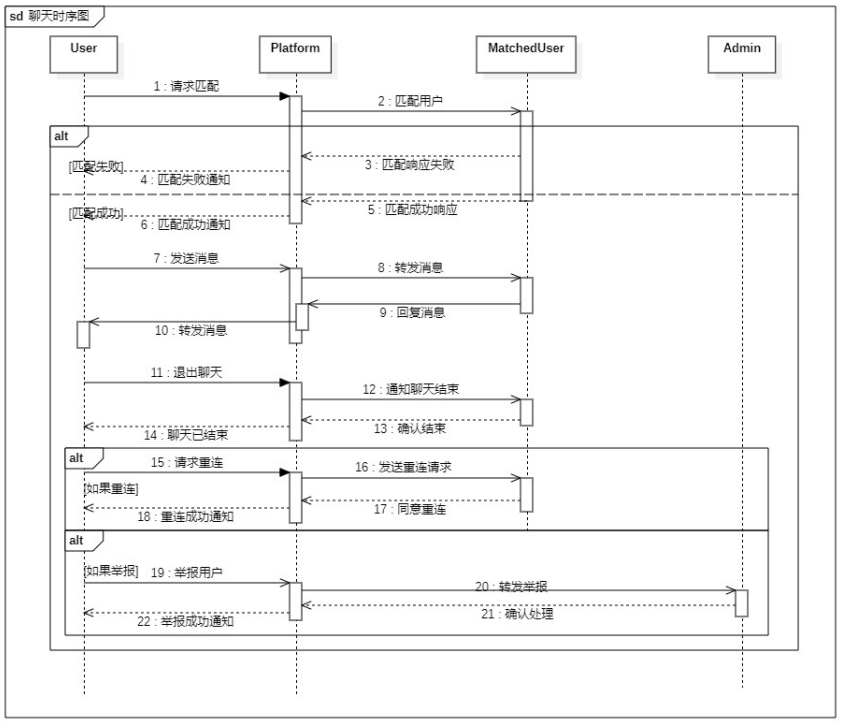 sd 聊天时序图
User
Platform
MatchedUser
Admin
1 : 请求匹配
2 : 匹配用户
alt
3 : 匹配响应失败
[匹配失败]
4 : 匹配失败通知
5 : 匹配成功响应
[匹配成功]
6 : 匹配成功通知
7 : 发送消息
8 : 转发消息
9 : 回复消息
10 : 转发消息
11 : 退出聊天
12 : 通知聊天结束
13 : 确认结束
14 : 聊天已结束
alt
15 : 请求重连
16 : 发送重连请求
[如果重连]
17 : 同意重连
18 : 重连成功通知
alt
[如果举报]
19 : 举报用户
20 : 转发举报
21 : 确认处理
22 : 举报成功通知